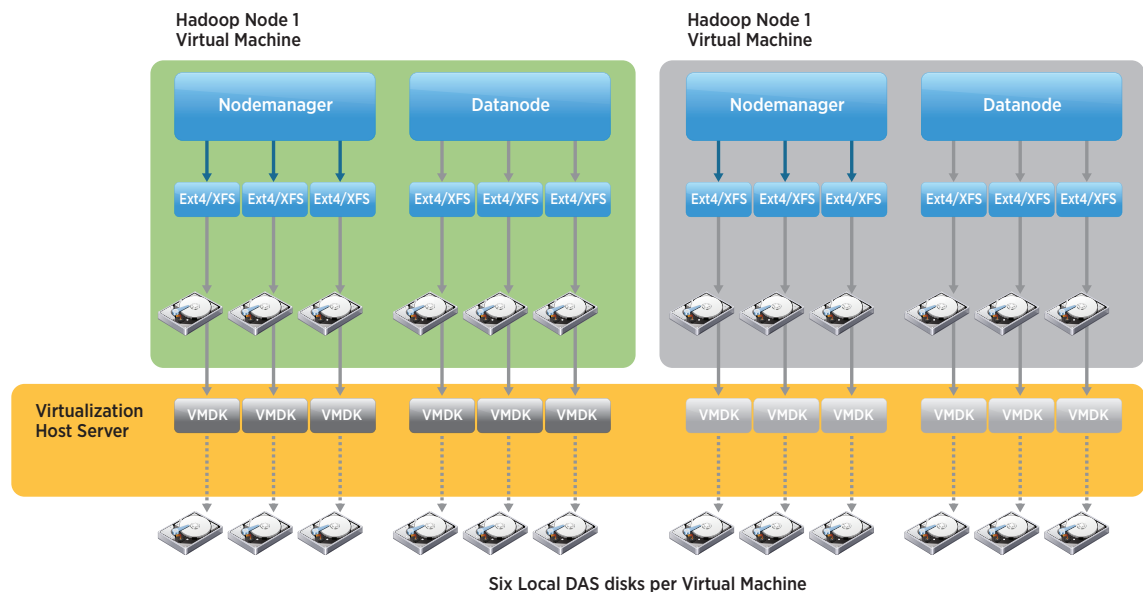 Hadoop Node 1
Virtual Machine
Hadoop Node 1
Virtual Machine
Nodemanager
Datanode
Nodemanager
Datanode
Ext4/XFS
Ext4/XFS
Ext4/XFS
Ext4/XFS
Ext4/XFS
Ext4/XFS
Ext4/XFS
Ext4/XFS
Ext4/XFS
Ext4/XFS
Ext4/XFS
Ext4/XFS
Virtualization
Host Server
VMDK
VMDK
VMDK
VMDK
VMDK
VMDK
VMDK
VMDK
VMDK
VMDK
VMDK
VMDK
Six Local DAS disks per Virtual Machine